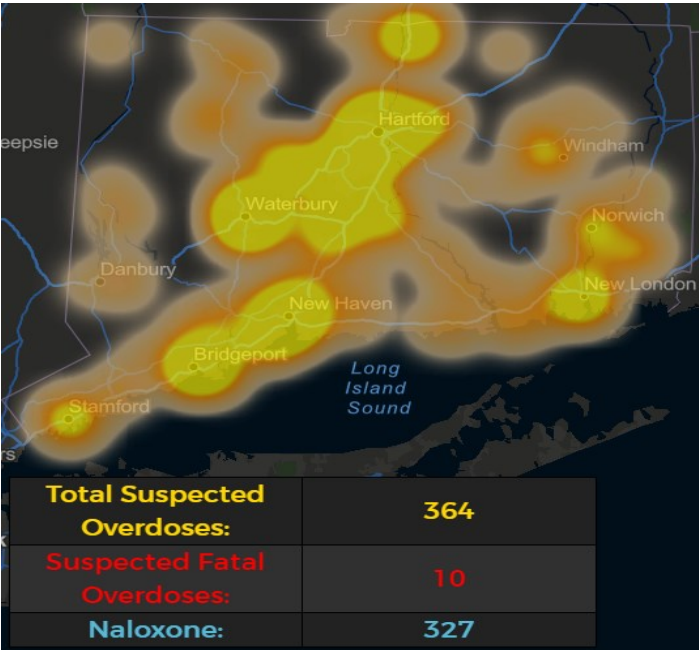 Hartford
eepsie
Windham
Waterbury
Norwich
Danbury
New London
New Haven
Bridgeport
Long
Island
Sound
Stamford
rs
k
Total Suspected
Overdoses:
364
Suspected Fatal
Overdoses:
10
Naloxone:
327